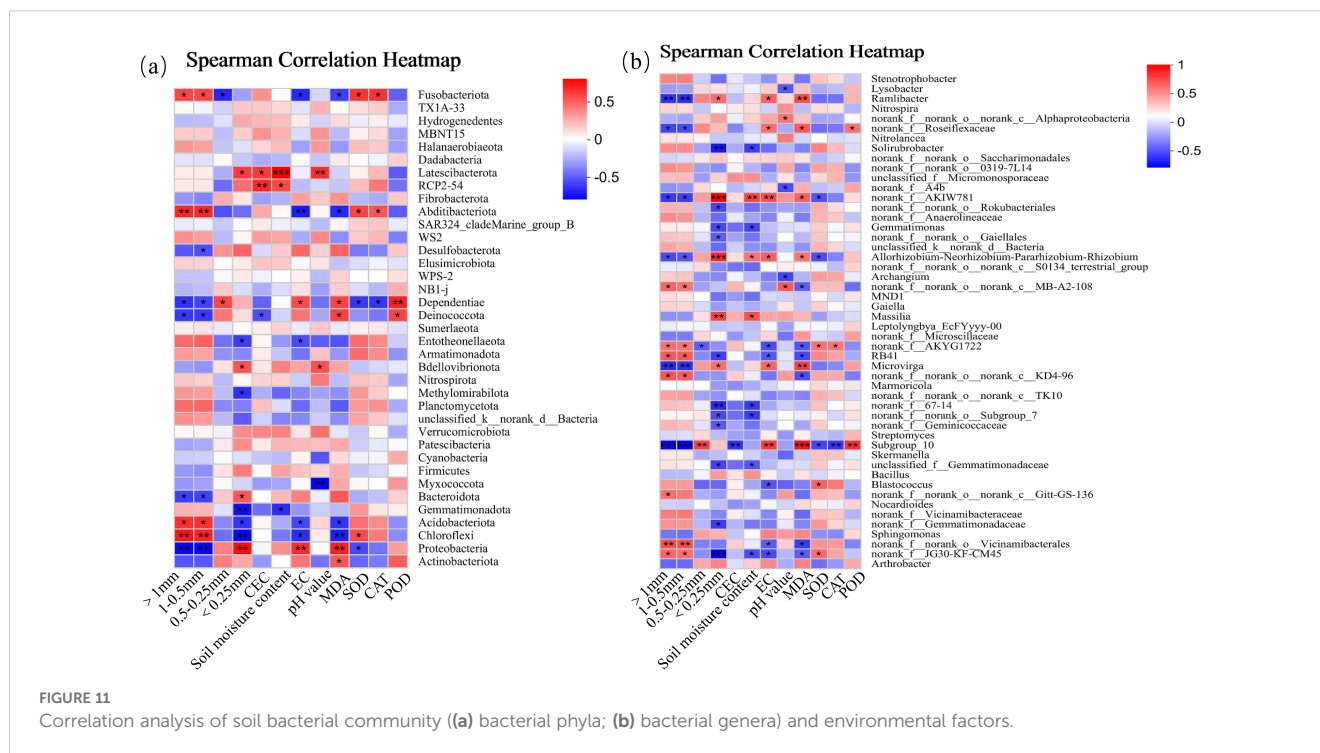 (a) Spearman Correlation Heatmap
Fusobacteriota
TX1A-33
Hydrogenedentes
MBNT15
Halanaerobiaeota
Dadabacteria
Latescibacterota
RCP2-54
Fibrobacterota
Abditibacteriota
SAR324_cladeMarine_group_B
WS2
Desulfobacterota
Elusimicrobiota
WPS-2
NB1-j
Dependentiae
Deinococcota
Sumerlaeota
Entotheonellaeota
Armatimonadota
Bdellovibrionota
Nitrospirota
Methylomirabilota
Planctomycetota
unclassified_k__norank_d__Bacteria
Verrucomicrobiota
Patescibacteria
Cyanobacteria
Firmicutes
Myxococcota
Bacteroidota
Gemmatimonadota
Acidobacteriota
Chloroflexi
Proteobacteria
Actinobacteriota
> 1mm
1-0.5mm
0.5-0.25mm
< 0.25mm
CEC
Soil moisture content
EC
pH value
MDA
SOD
CAT
POD
0.5
0
-0.5
(b) Spearman Correlation Heatmap
Stenotrophobacter
Lysobacter
Ramlibacter
Nitrospira
norank_f__norank_o__norank_c__Alphaproteobacteria
norank_f__Roseiflexaceae
Nitrolancea
Solirubrobacter
norank_f__norank_o__Saccharimonadales
norank_f__norank_o__0319-7L14
unclassified_f__Micromonosporaceae
norank_f__A4b
norank_f__AKIW781
norank_f__norank_o__Rokubacteriales
norank_f__Anaerolineaceae
Gemmatimonas
norank_f__norank_o__Gaiellales
unclassified_k__norank_d__Bacteria
Allorhizobium-Neorhizobium-Pararhizobium-Rhizobium
norank_f__norank_o__norank_c__S0134_terrestrial_group
Archangium
norank_f__norank_o__norank_c__MB-A2-108
MND1
Gaiella
Massilia
Leptolyngbya_EcFYyyy-00
norank_f__Microscillaceae
norank_f__AKYG1722
RB41
Microvirga
norank_f__norank_o__norank_c__KD4-96
Marmoricola
norank_f__norank_o__norank_c__TK10
norank_f__67-14
norank_f__norank_o__Subgroup_7
norank_f__Geminicoccaceae
Streptomyces
Subgroup_10
Skermanella
unclassified_f__Gemmatimonadaceae
Bacillus
Blastococcus
norank_f__norank_o__norank_c__Gitt-GS-136
Nocardioides
norank_f__Vicinamibacteraceae
norank_f__Gemmatimonadaceae
Sphingomonas
norank_f__norank_o__Vicinamibacterales
norank_f__JG30-KF-CM45
Arthrobacter
> 1mm
1-0.5mm
0.5-0.25mm
< 0.25mm
CEC
Soil moisture content
EC
pH value
MDA
SOD
CAT
POD
1
0.5
0
-0.5
FIGURE 11
Correlation analysis of soil bacterial community ((a) bacterial phyla; (b) bacterial genera) and environmental factors.